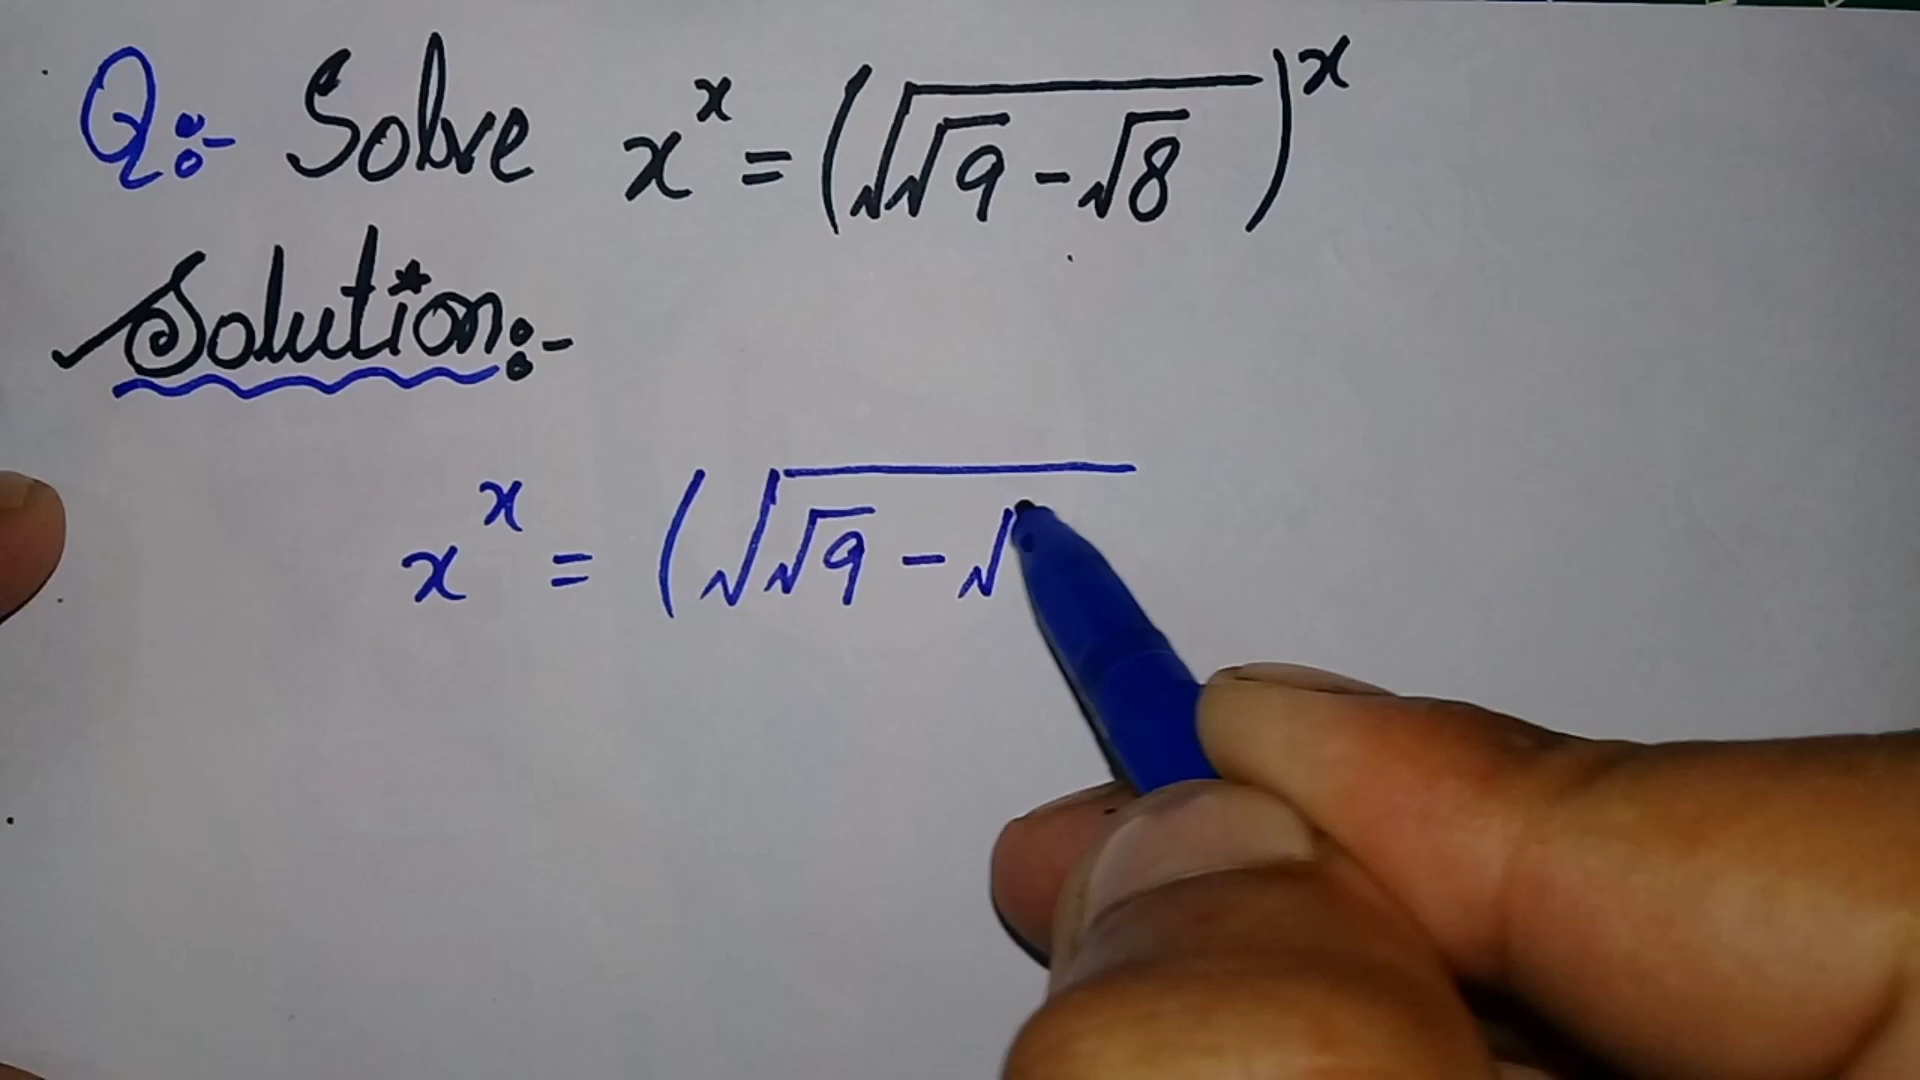 Q:- Solve x^x = (√(√9 - √8))^x
Solution:-
x^x = (√(√9 - √